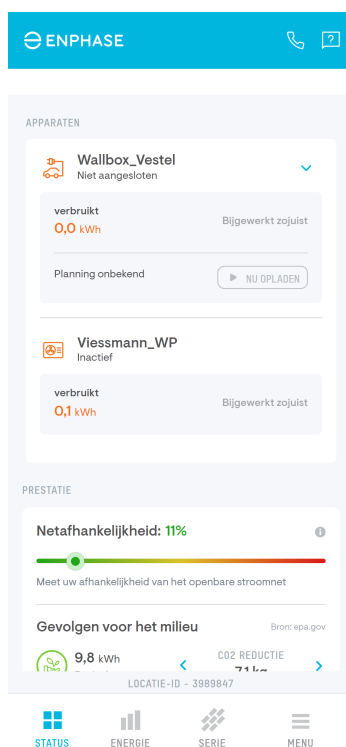 ENPHASE
APPARATEN
Wallbox_Vestel
Niet aangesloten
verbruikt
0,0 kWh
Bijgewerkt zojuist
Planning onbekend
NU OPLADEN
Viessmann_WP
Inactief
verbruikt
0,1 kWh
Bijgewerkt zojuist
PRESTATIE
Netafhankelijkheid: 11%
Meet uw afhankelijkheid van het openbare stroomnet
Gevolgen voor het milieu
Bron: epa.gov
9,8 kWh
CO2 REDUCTIE
LOCATIE-ID - 3989847
STATUS
ENERGIE
SERIE
MENU